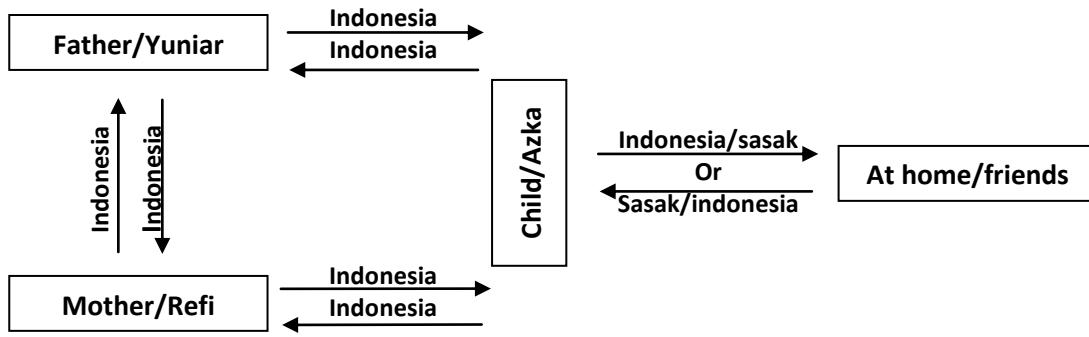 Indonesia
Father/Yuniar
Indonesia
Indonesia
Indonesia
Child/Azka
Indonesia/sasak
Or
Sasak/indonesia
At home/friends
Indonesia
Mother/Refi
Indonesia
Indonesia